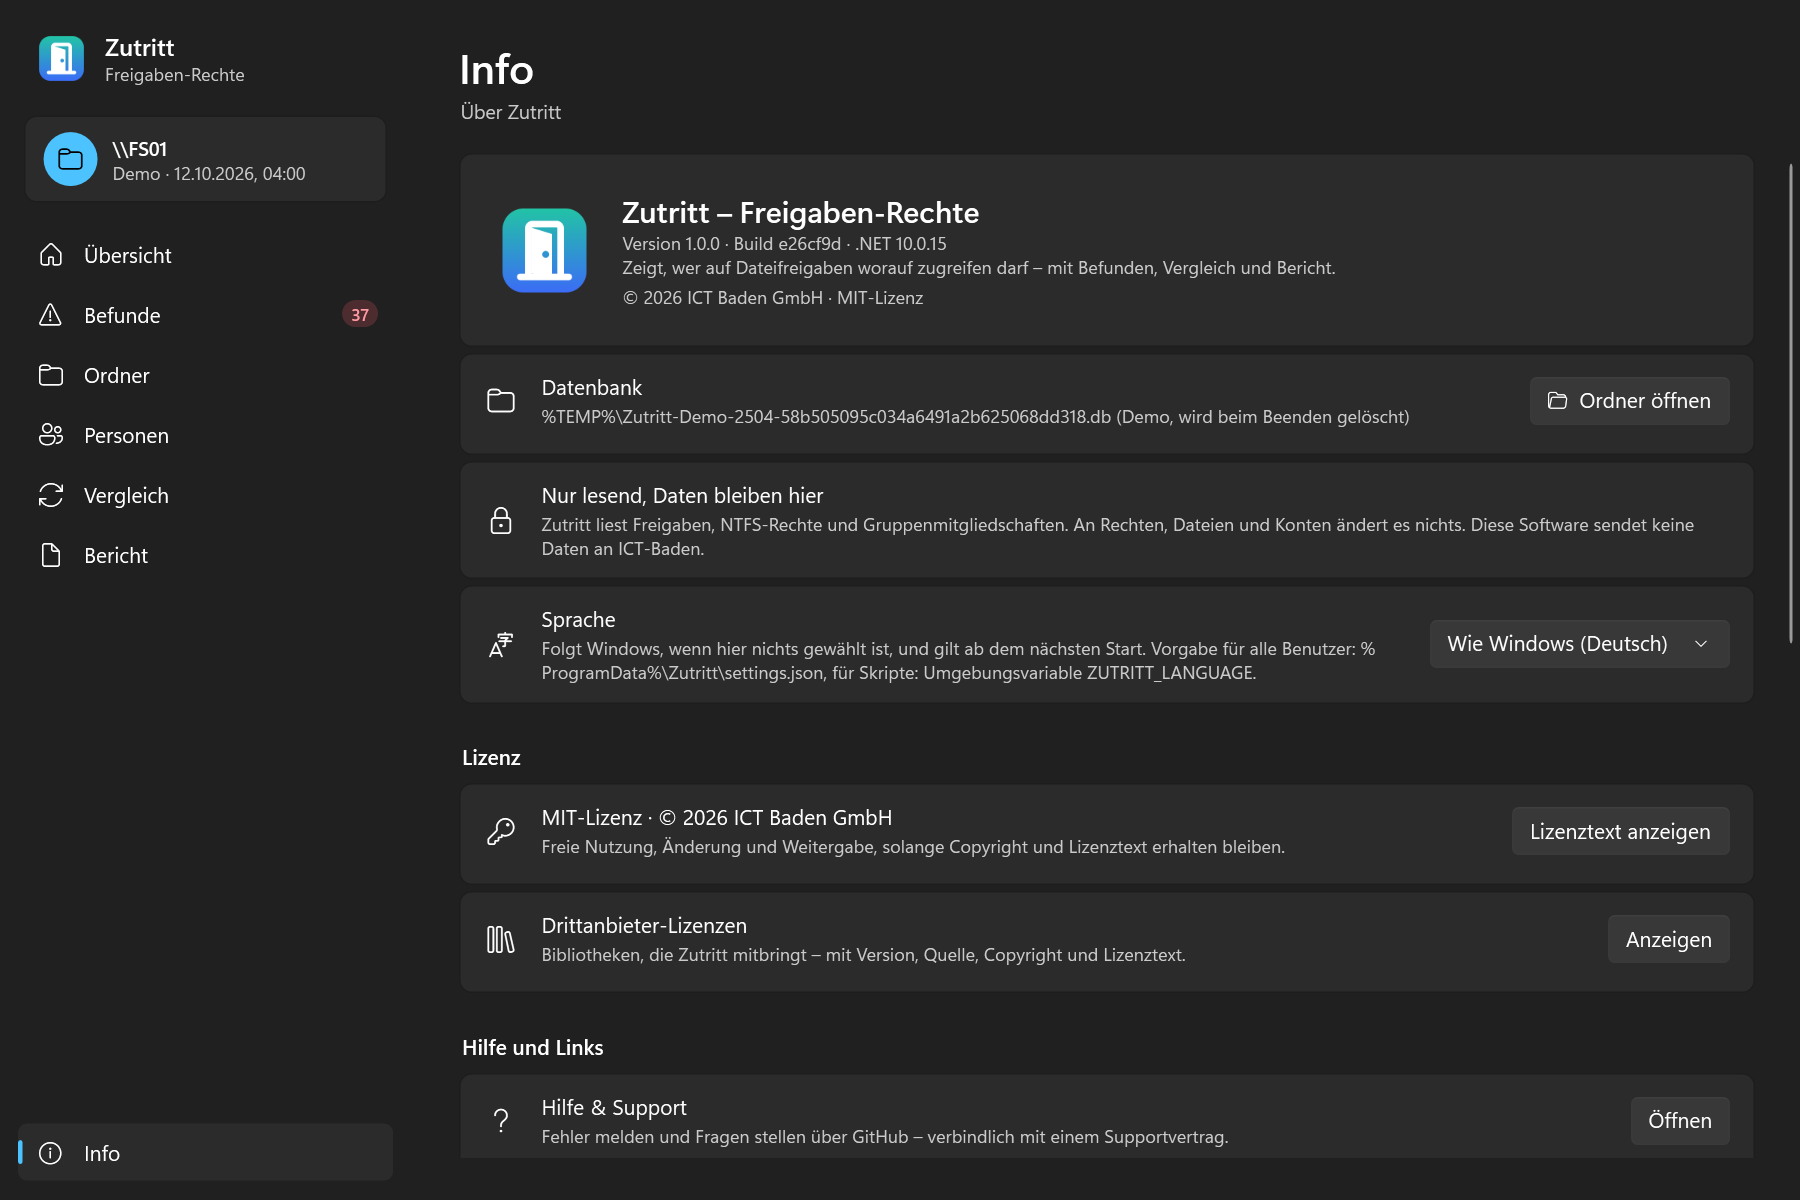 Zutritt
Freigaben-Rechte
\\FS01
Demo · 12.10.2026, 04:00
Übersicht
Befunde
37
Ordner
Personen
Vergleich
Bericht
Info
Info
Über Zutritt
Zutritt – Freigaben-Rechte
Version 1.0.0 · Build e26cf9d · .NET 10.0.15
Zeigt, wer auf Dateifreigaben worauf zugreifen darf – mit Befunden, Vergleich und Bericht.
© 2026 ICT Baden GmbH · MIT-Lizenz
Datenbank
%TEMP%\Zutritt-Demo-2504-58b505095c034a6491a2b625068dd318.db (Demo, wird beim Beenden gelöscht)
Ordner öffnen
Nur lesend, Daten bleiben hier
Zutritt liest Freigaben, NTFS-Rechte und Gruppenmitgliedschaften. An Rechten, Dateien und Konten ändert es nichts. Diese Software sendet keine
Daten an ICT-Baden.
Sprache
Folgt Windows, wenn hier nichts gewählt ist, und gilt ab dem nächsten Start. Vorgabe für alle Benutzer: %
ProgramData%\Zutritt\settings.json, für Skripte: Umgebungsvariable ZUTRITT_LANGUAGE.
Wie Windows (Deutsch)
Lizenz
MIT-Lizenz · © 2026 ICT Baden GmbH
Freie Nutzung, Änderung und Weitergabe, solange Copyright und Lizenztext erhalten bleiben.
Lizenztext anzeigen
Drittanbieter-Lizenzen
Bibliotheken, die Zutritt mitbringt – mit Version, Quelle, Copyright und Lizenztext.
Anzeigen
Hilfe und Links
Hilfe & Support
Fehler melden und Fragen stellen über GitHub – verbindlich mit einem Supportvertrag.
Öffnen